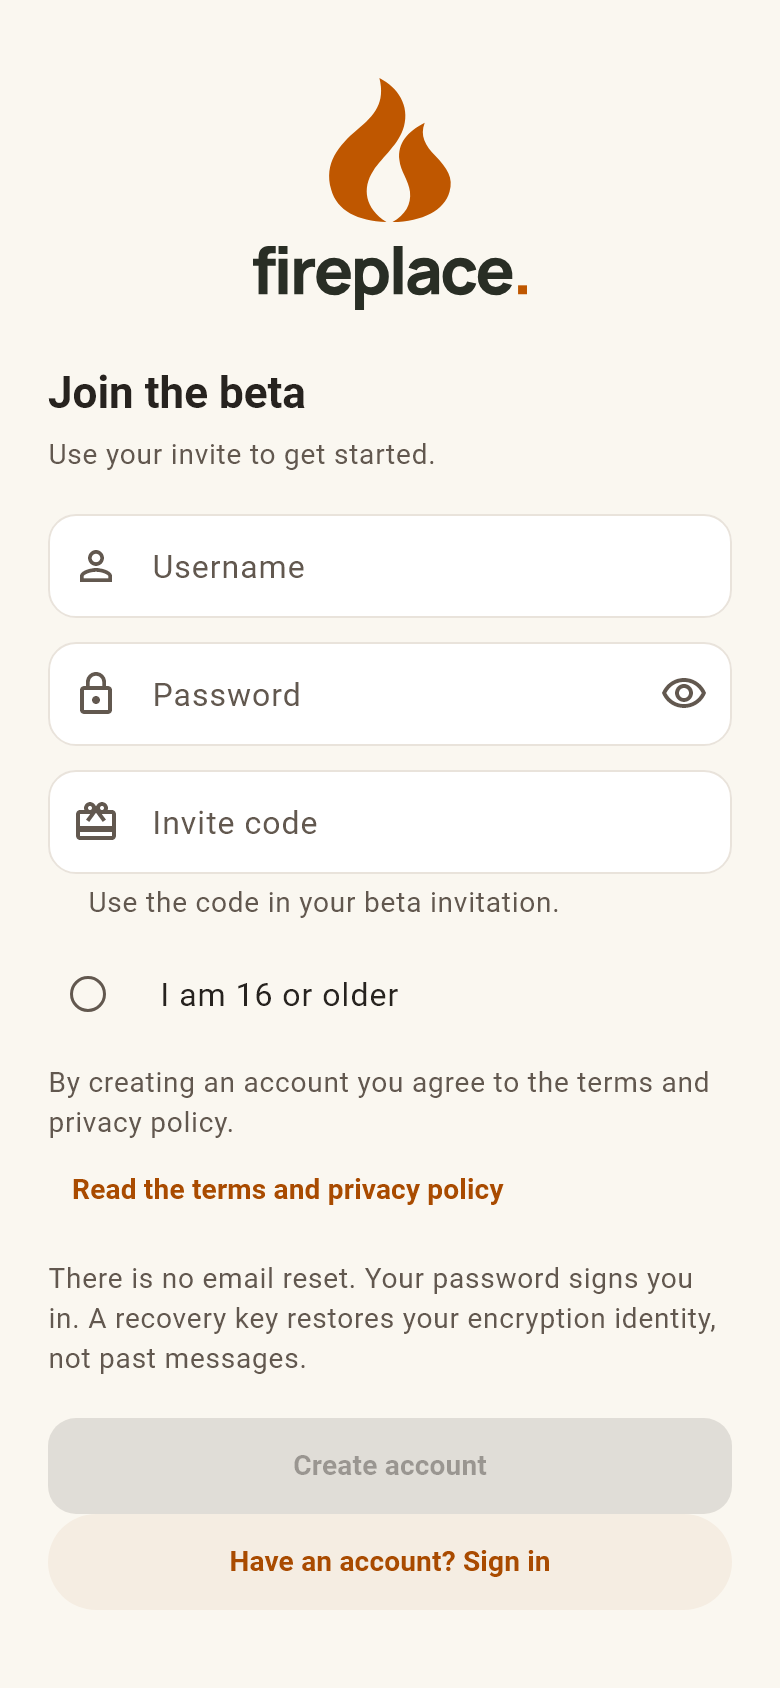 fireplace.
Join the beta
Use your invite to get started.
Username
Password
Invite code
Use the code in your beta invitation.
I am 16 or older
By creating an account you agree to the terms and
privacy policy.
Read the terms and privacy policy
There is no email reset. Your password signs you
in. A recovery key restores your encryption identity,
not past messages.
Create account
Have an account? Sign in